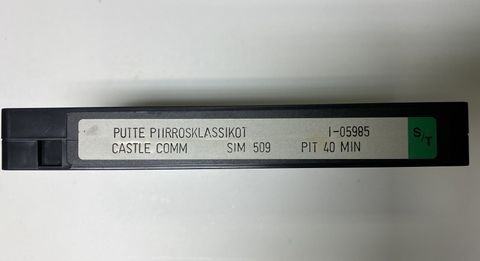 PUTTE PIIRROSKLASSIKOT I-05985
CASTLE COMM SIM 509 PIT 40 MIN
S/T